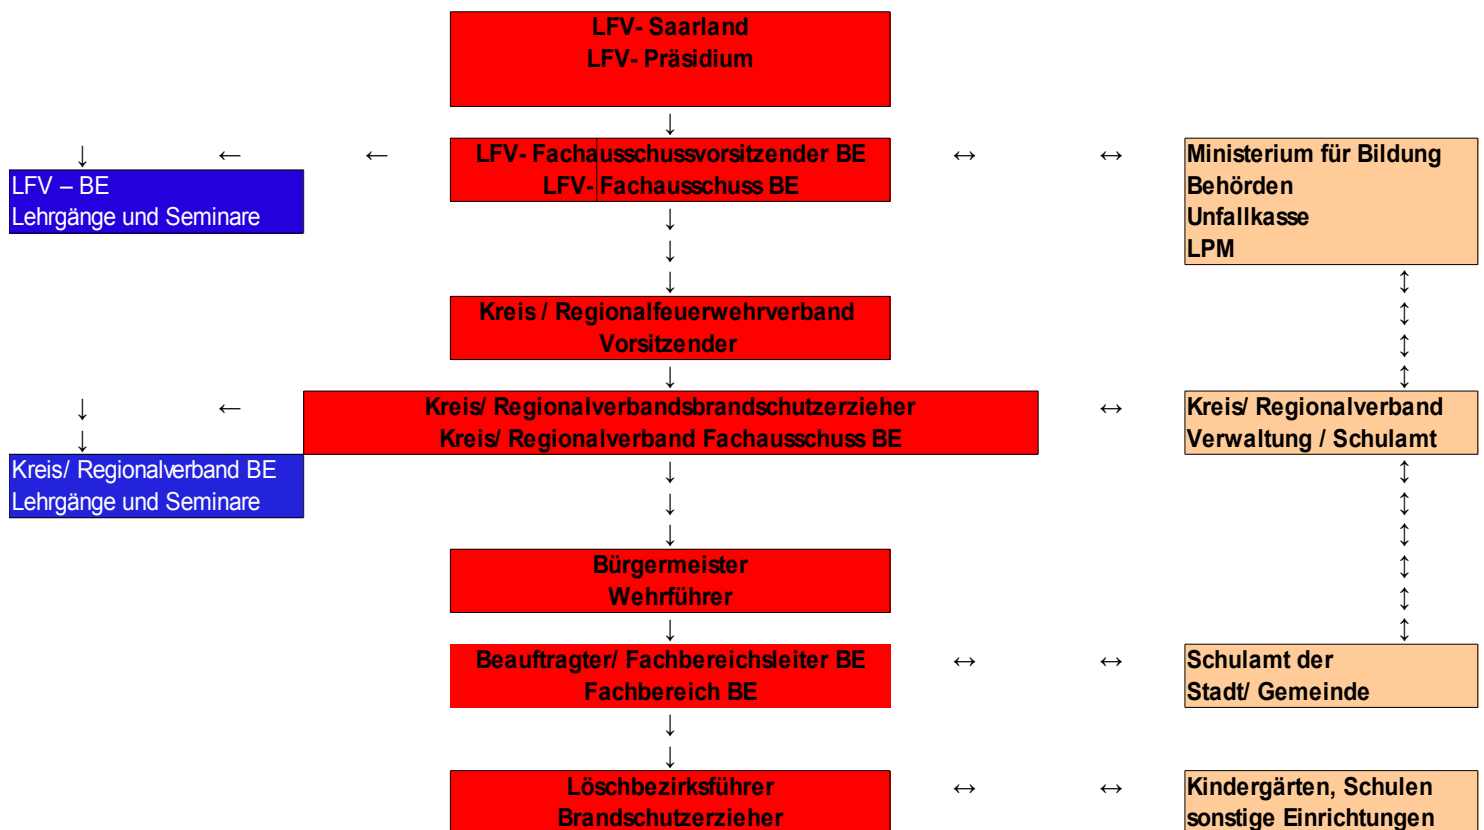 LFV- Saarland
LFV- Präsidium
↓
↓ ← ← LFV- Fachausschussvorsitzender BE ↔ ↔ Ministerium für Bildung
LFV – BE LFV- Fachausschuss BE Behörden
Lehrgänge und Seminare ↓ Unfallkasse
↓ LPM
↓ ↕
Kreis / Regionalfeuerwehrverband ↕
Vorsitzender ↕
↓ ↕
↓ ← Kreis/ Regionalverbandsbrandschutzerzieher ↔ Kreis/ Regionalverband
↓ Kreis/ Regionalverband Fachausschuss BE Verwaltung / Schulamt
Kreis/ Regionalverband BE ↓ ↕
Lehrgänge und Seminare ↓ ↕
↓ ↕
Bürgermeister ↕
Wehrführer ↕
↓ ↕
Beauftragter/ Fachbereichsleiter BE ↔ ↔ Schulamt der
Fachbereich BE Stadt/ Gemeinde
↓
↓
Löschbezirksführer ↔ ↔ Kindergärten, Schulen
Brandschutzerzieher sonstige Einrichtungen